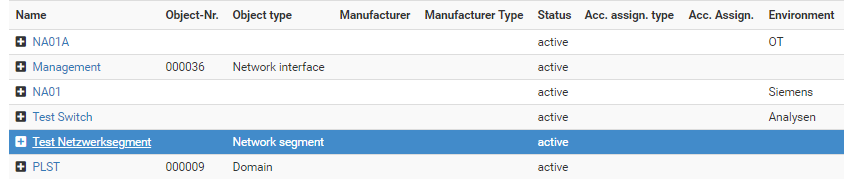 Name Object-Nr. Object type Manufacturer Manufacturer Type Status Acc. assign. type Acc. Assign. Environment
NA01A active OT
Management 000036 Network interface active
NA01 active Siemens
Test Switch active Analysen
Test Netzwerksegment Network segment active
PLST 000009 Domain active